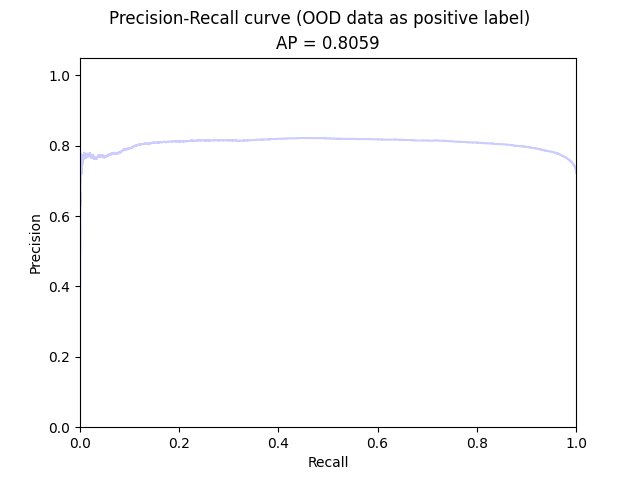 Precision-Recall curve (OOD data as positive label)
AP = 0.8059
1.0
0.8
0.6
0.4
0.2
0.0
Precision
0.0 0.2 0.4 0.6 0.8 1.0
Recall